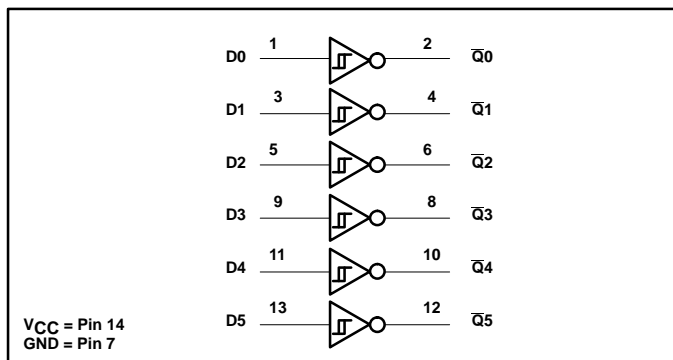 D0 1 2 Q̅0
D1 3 4 Q̅1
D2 5 6 Q̅2
D3 9 8 Q̅3
D4 11 10 Q̅4
D5 13 12 Q̅5
VCC = Pin 14
GND = Pin 7